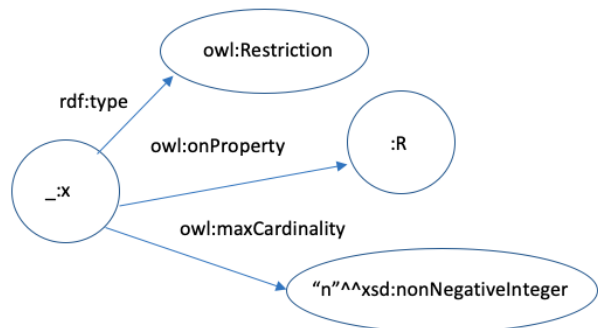 owl:Restriction
rdf:type
owl:onProperty
:R
_:x
owl:maxCardinality
“n”^^xsd:nonNegativeInteger